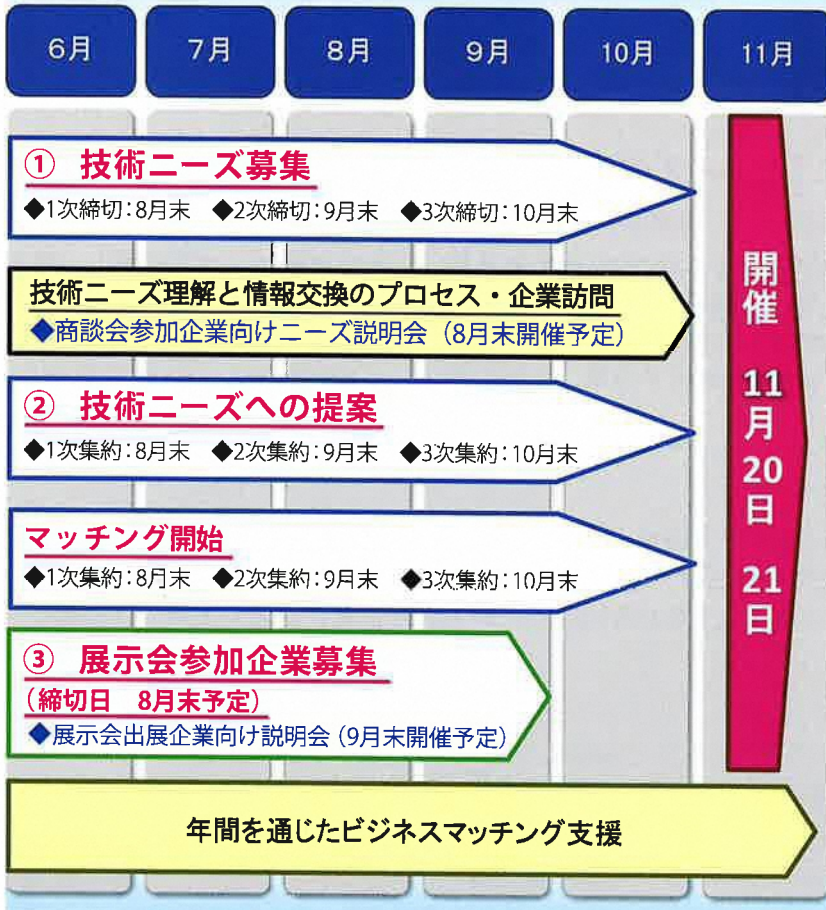 6月 7月 8月 9月 10月 11月
① 技術ニーズ募集
◆1次締切：8月末 ◆2次締切：9月末 ◆3次締切：10月末
技術ニーズ理解と情報交換のプロセス・企業訪問
◆商談会参加企業向けニーズ説明会（8月末開催予定）
② 技術ニーズへの提案
◆1次集約：8月末 ◆2次集約：9月末 ◆3次集約：10月末
マッチング開始
◆1次集約：8月末 ◆2次集約：9月末 ◆3次集約：10月末
③ 展示会参加企業募集
（締切日 8月末予定）
◆展示会出展企業向け説明会（9月末開催予定）
開催 11月20日 21日
年間を通じたビジネスマッチング支援